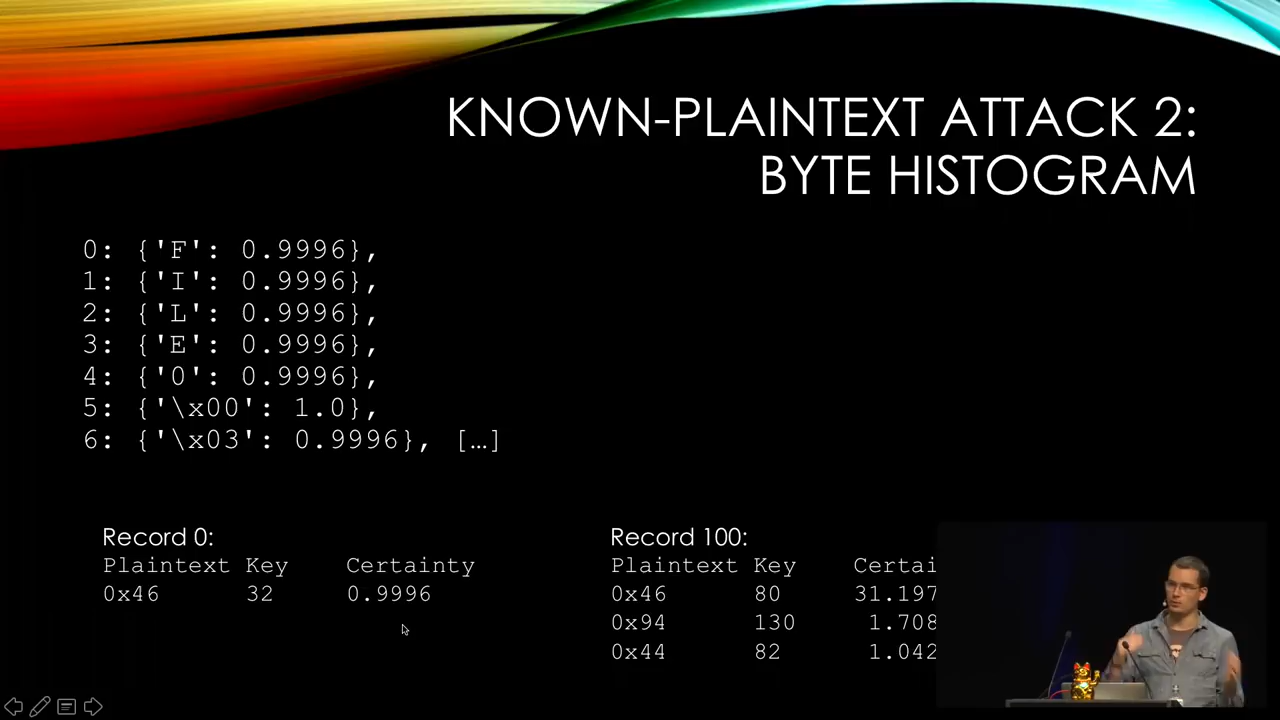 KNOWN-PLAINTEXT ATTACK 2:
BYTE HISTOGRAM
0: {'F': 0.9996},
1: {'I': 0.9996},
2: {'L': 0.9996},
3: {'E': 0.9996},
4: {'0': 0.9996},
5: {'\x00': 1.0},
6: {'\x03': 0.9996}, […]
Record 0:
Plaintext Key Certainty
0x46 32 0.9996
Record 100:
Plaintext Key Certai
0x46 80 31.197
0x94 130 1.708
0x44 82 1.042